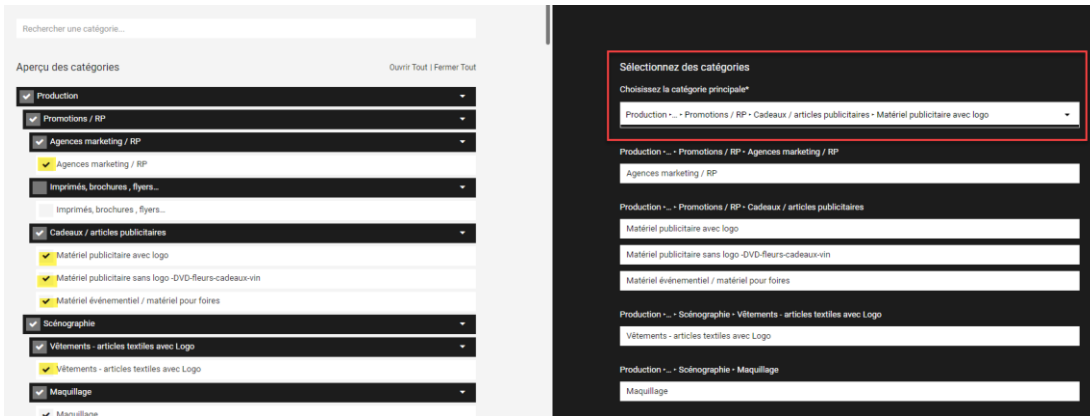 Rechercher une catégorie...
Aperçu des catégories
Ouvrir Tout | Fermer Tout
Production
Promotions / RP
Agences marketing / RP
Agences marketing / RP
Imprimés, brochures , flyers...
Imprimés, brochures , flyers...
Cadeaux / articles publicitaires
Matériel publicitaire avec logo
Matériel publicitaire sans logo -DVD-fleurs-cadeaux-vin
Matériel événementiel / matériel pour foires
Scénographie
Vêtements - articles textiles avec Logo
Vêtements - articles textiles avec Logo
Maquillage
Maquillage
Sélectionnez des catégories
Choisissez la catégorie principale*
Production •... • Promotions / RP • Cadeaux / articles publicitaires • Matériel publicitaire avec logo
Production •... • Promotions / RP • Agences marketing / RP
Agences marketing / RP
Production •... • Promotions / RP • Cadeaux / articles publicitaires
Matériel publicitaire avec logo
Matériel publicitaire sans logo -DVD-fleurs-cadeaux-vin
Matériel événementiel / matériel pour foires
Production •... • Scénographie • Vêtements - articles textiles avec Logo
Vêtements - articles textiles avec Logo
Production •... • Scénographie • Maquillage
Maquillage